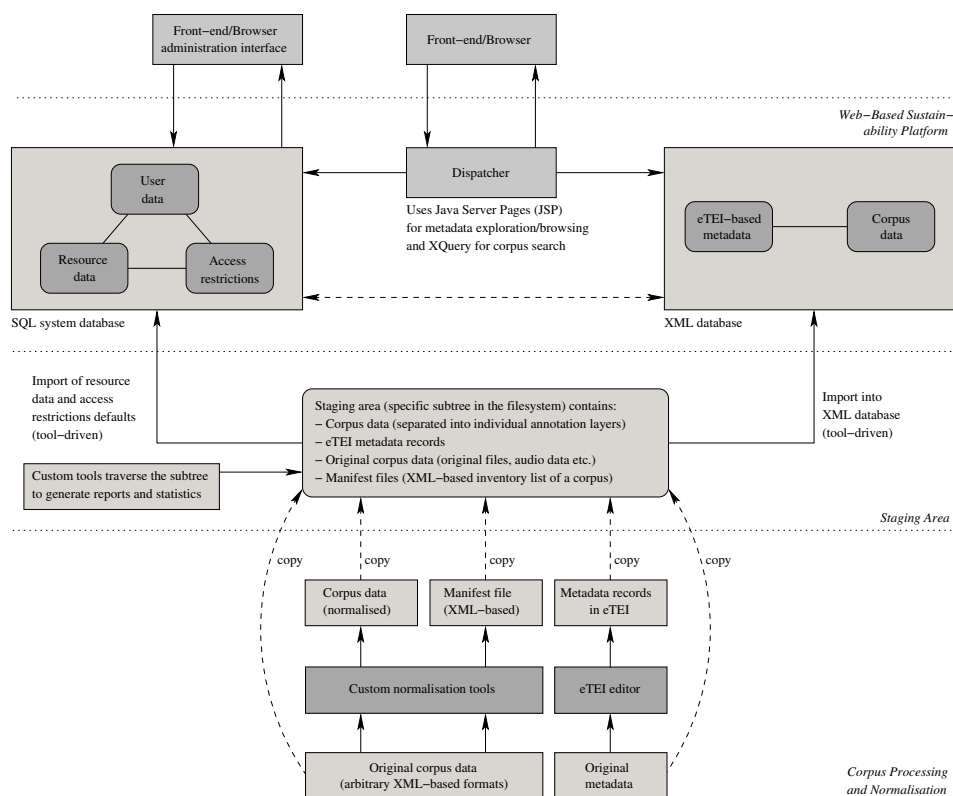 Front−end/Browser
administration interface
Front−end/Browser
Web−Based Sustain−
ability Platform
User
data
Resource
data
Access
restrictions
SQL system database
Dispatcher
Uses Java Server Pages (JSP)
for metadata exploration/browsing
and XQuery for corpus search
eTEI−based
metadata
Corpus
data
XML database
Import of resource
data and access
restrictions defaults
(tool−driven)
Staging area (specific subtree in the filesystem) contains:
− Corpus data (separated into individual annotation layers)
− eTEI metadata records
− Original corpus data (original files, audio data etc.)
− Manifest files (XML−based inventory list of a corpus)
Import into
XML database
(tool−driven)
Custom tools traverse the subtree
to generate reports and statistics
Staging Area
copy
copy
copy
copy
copy
Corpus data
(normalised)
Manifest file
(XML−based)
Metadata records
in eTEI
Custom normalisation tools
eTEI editor
Original corpus data
(arbitrary XML−based formats)
Original
metadata
Corpus Processing
and Normalisation